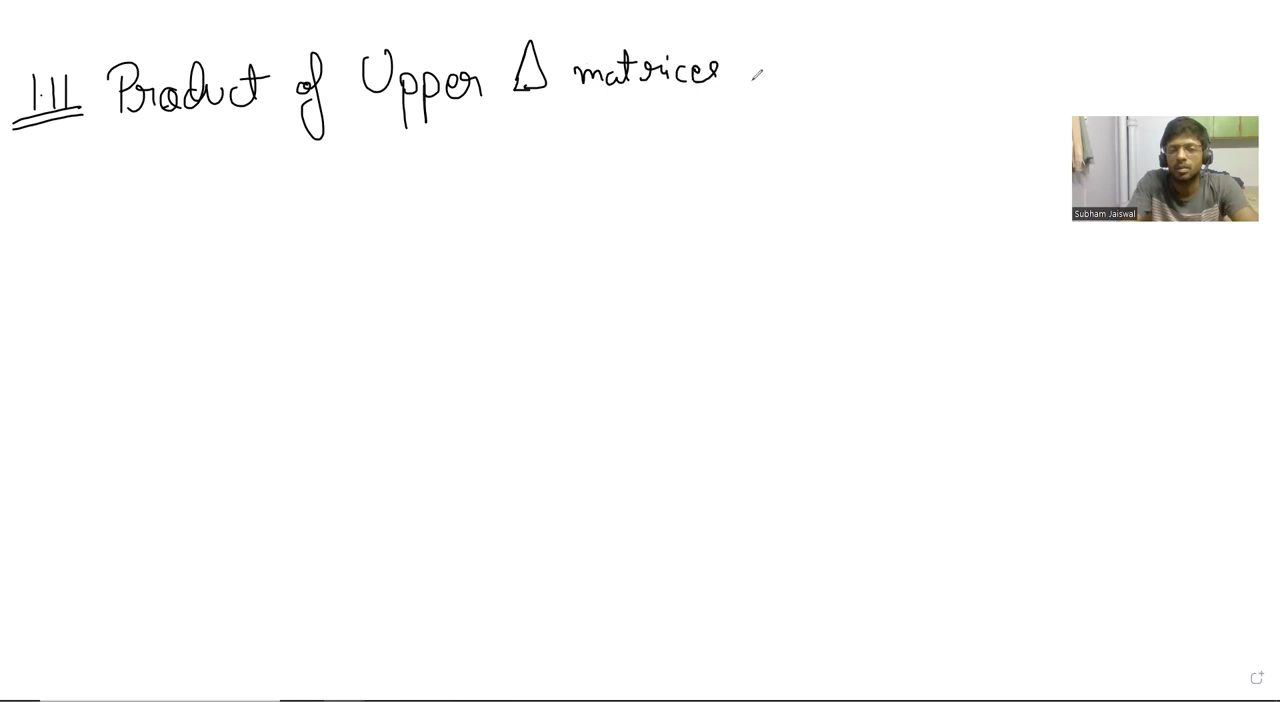 1.11 Product of Upper Δ matrices
Subham Jaiswal